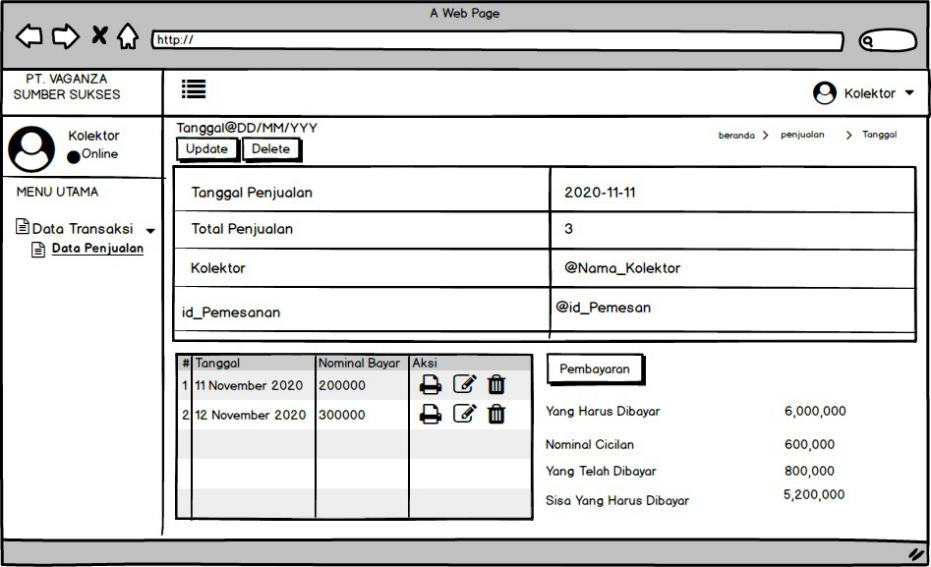 A Web Page
http://
PT. VAGANZA
SUMBER SUKSES
Kolektor
Kolektor
Online
MENU UTAMA
Data Transaksi
Data Penjualan
Tanggal@DD/MM/YYY
Update Delete
beranda > penjualan > Tanggal
Tanggal Penjualan 2020-11-11
Total Penjualan 3
Kolektor @Nama_Kolektor
id_Pemesanan @id_Pemesan
# Tanggal Nominal Bayar Aksi
1 11 November 2020 200000
2 12 November 2020 300000
Pembayaran
Yang Harus Dibayar 6,000,000
Nominal Cicilan 600,000
Yang Telah Dibayar 800,000
Sisa Yang Harus Dibayar 5,200,000